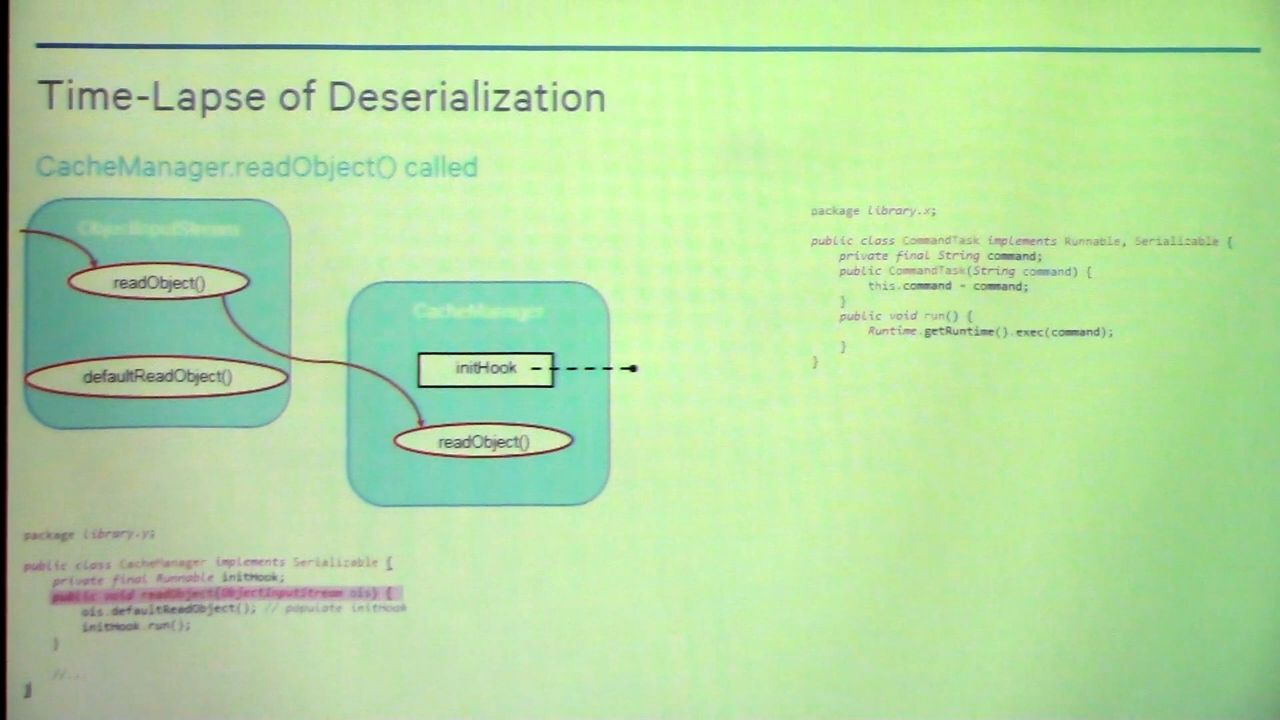 Time-Lapse of Deserialization
CacheManager.readObject() called
ObjectInputStream
readObject()
defaultReadObject()
CacheManager
initHook
readObject()
package library.x;
public class CommandTask implements Runnable, Serializable {
private final String command;
public CommandTask(String command) {
this.command = command;
}
public void run() {
Runtime.getRuntime().exec(command);
}
}
package library.y;
public class CacheManager implements Serializable {
private final Runnable initHook;
public void readObject(ObjectInputStream ois) {
ois.defaultReadObject(); // populate initHook
initHook.run();
}
//...
}